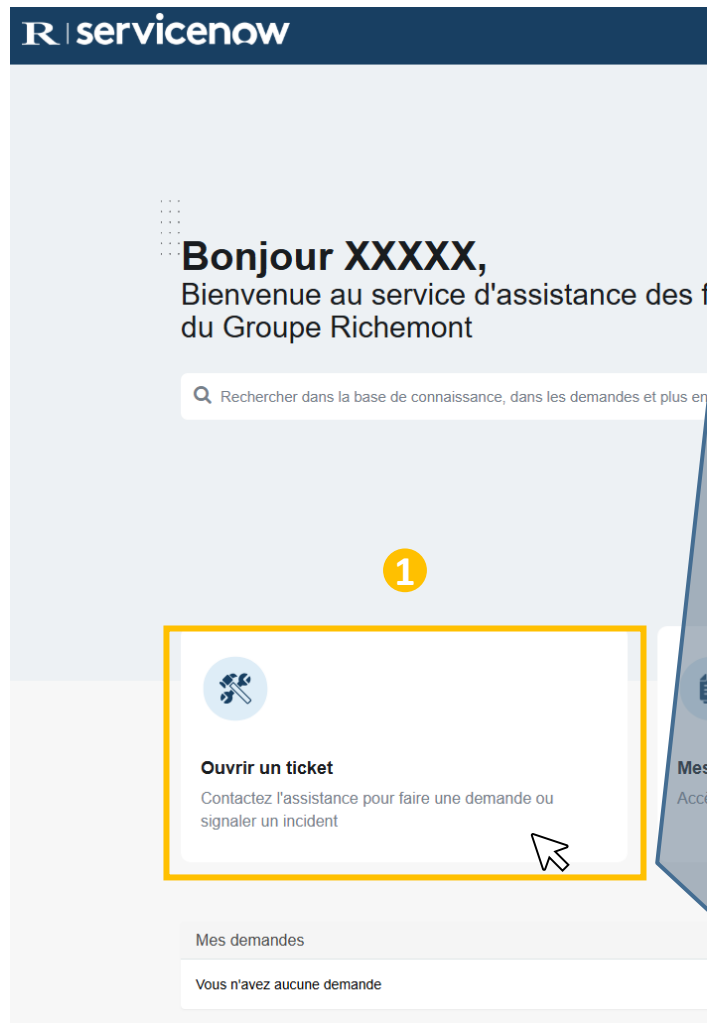 R | servicenow
Bonjour XXXXX,
Bienvenue au service d'assistance des f
du Groupe Richemont
Rechercher dans la base de connaissance, dans les demandes et plus en
1
Ouvrir un ticket
Contactez l'assistance pour faire une demande ou
signaler un incident
Mes
Accè
Mes demandes
Vous n'avez aucune demande